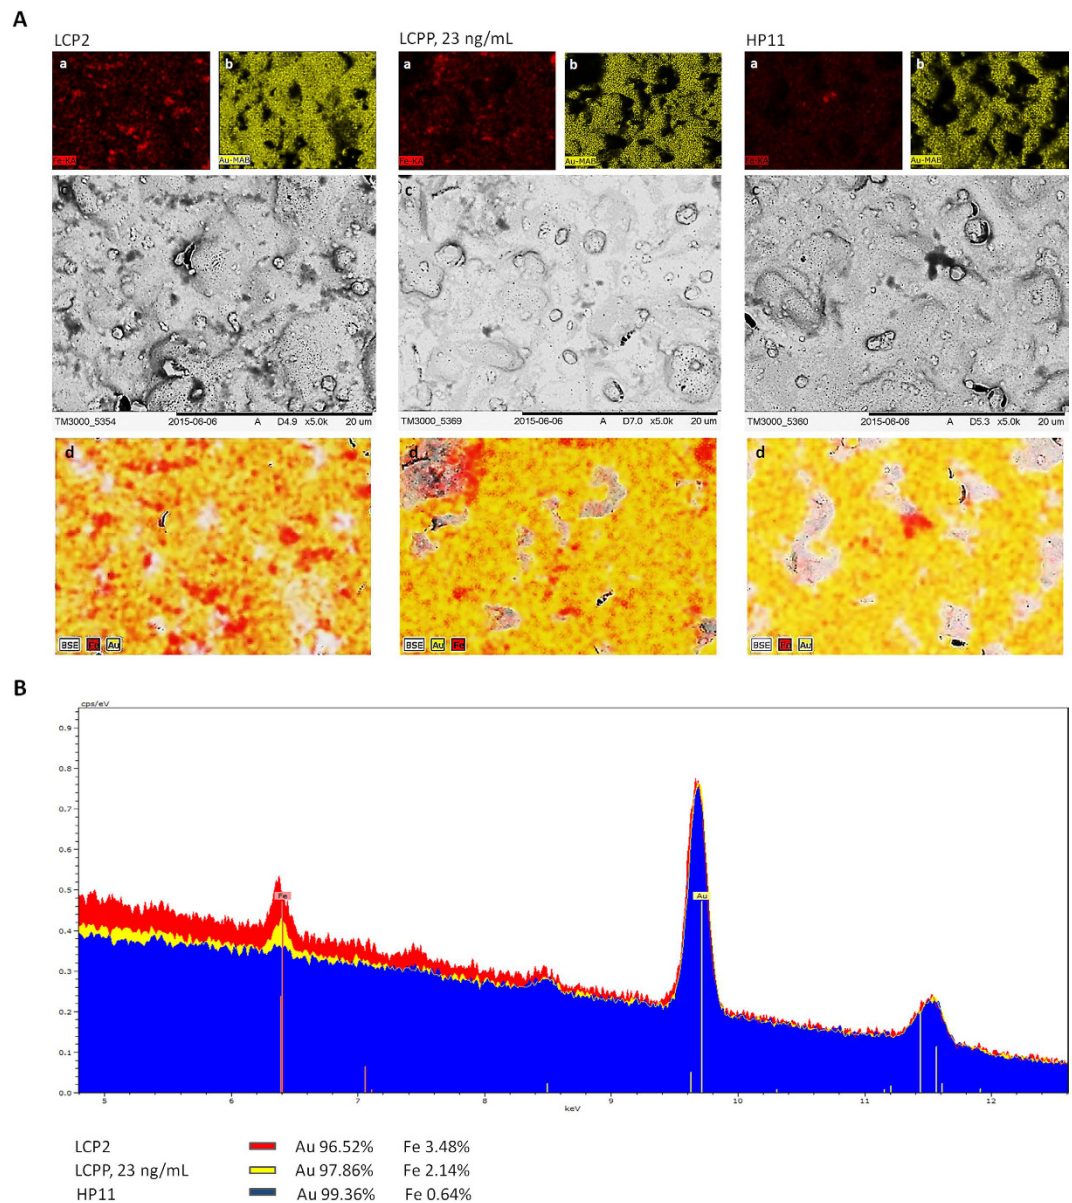 A
LCP2
LCPP, 23 ng/mL
HP11
a
b
a
b
a
b
Fe-KA
Au-MAB
Fe-KA
Au-MAB
Fe-KA
Au-MAB
c
c
c
TM3000_5354 2015-06-06 A D4.9 x5.0k 20 um
TM3000_5369 2015-06-06 A D7.0 x5.0k 20 um
TM3000_5360 2015-06-06 A D5.3 x5.0k 20 um
d
d
d
BSE Fe Au
BSE Au Fe
BSE Fe Au
B
cps/eV
0.9
0.8
0.7
0.6
0.5
0.4
0.3
0.2
0.1
0.0
Fe
Au
5 6 7 8 9 10 11 12
keV
LCP2 Au 96.52% Fe 3.48%
LCPP, 23 ng/mL Au 97.86% Fe 2.14%
HP11 Au 99.36% Fe 0.64%